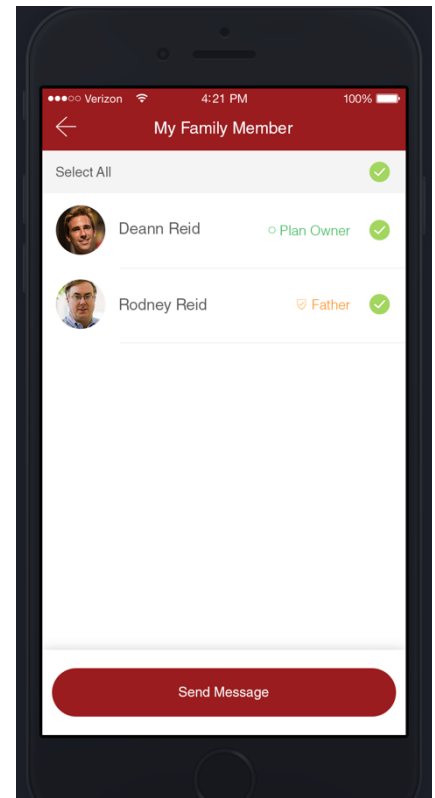 Verizon 4:21 PM 100%
My Family Member
Select All
Deann Reid Plan Owner
Rodney Reid Father
Send Message